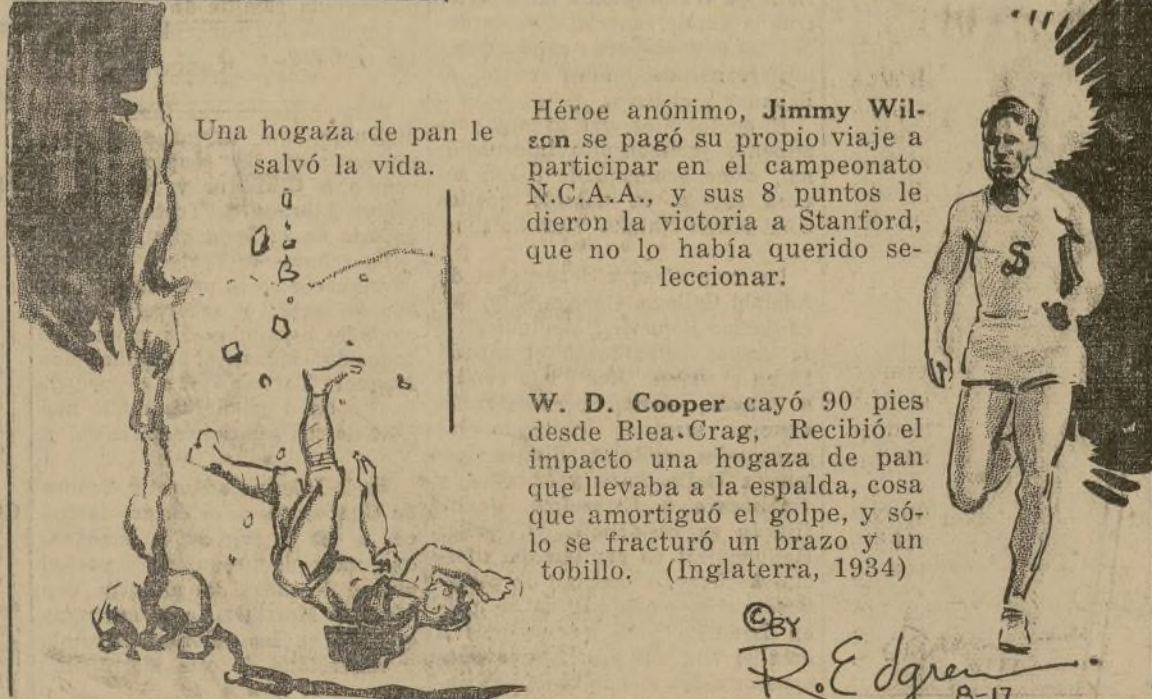 Una hogaza de pan le
salvó la vida.
Héroe anónimo, Jimmy Wil-
son se pagó su propio viaje a
participar en el campeonato
N.C.A.A., y sus 8 puntos le
dieron la victoria a Stanford,
que no lo había querido se-
leccionar.
S
W. D. Cooper cayó 90 pies
desde Blea-Crag, Recibió el
impacto una hogaza de pan
que llevaba a la espalda, cosa
que amortiguó el golpe, y só-
lo se fracturó un brazo y un
tobillo. (Inglaterra, 1934)
©BY
R. Edgren
8-17